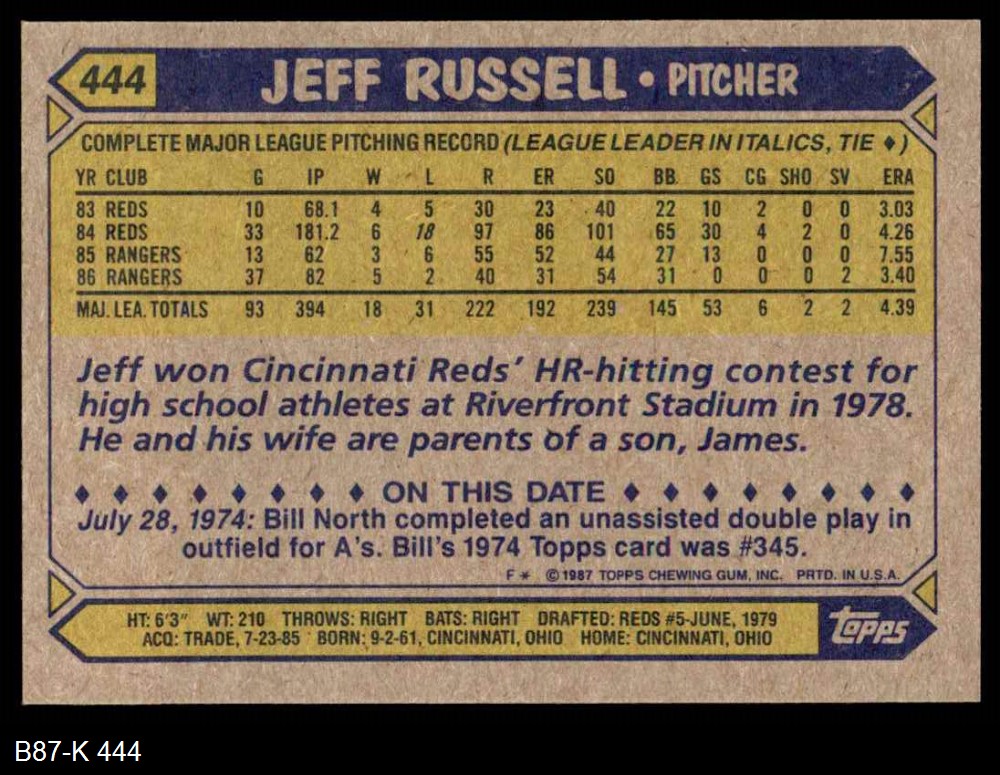 444 JEFF RUSSELL • PITCHER
COMPLETE MAJOR LEAGUE PITCHING RECORD (LEAGUE LEADER IN ITALICS, TIE ♦)
YR CLUB G IP W L R ER SO BB GS CG SHO SV ERA
83 REDS 10 68.1 4 5 30 23 40 22 10 2 0 0 3.03
84 REDS 33 181.2 6 18 97 86 101 65 30 4 2 0 4.26
85 RANGERS 13 62 3 6 55 52 44 27 13 0 0 0 7.55
86 RANGERS 37 82 5 2 40 31 54 31 0 0 0 2 3.40
MAJ. LEA. TOTALS 93 394 18 31 222 192 239 145 53 6 2 2 4.39
Jeff won Cincinnati Reds' HR-hitting contest for
high school athletes at Riverfront Stadium in 1978.
He and his wife are parents of a son, James.
♦ ♦ ♦ ♦ ♦ ♦ ♦ ♦ ON THIS DATE ♦ ♦ ♦ ♦ ♦ ♦ ♦ ♦
July 28, 1974: Bill North completed an unassisted double play in
outfield for A's. Bill's 1974 Topps card was #345.
F * © 1987 TOPPS CHEWING GUM, INC. PRTD. IN U.S.A.
HT: 6'3" WT: 210 THROWS: RIGHT BATS: RIGHT DRAFTED: REDS #5-JUNE, 1979
ACQ: TRADE, 7-23-85 BORN: 9-2-61, CINCINNATI, OHIO HOME: CINCINNATI, OHIO
topps
B87-K 444